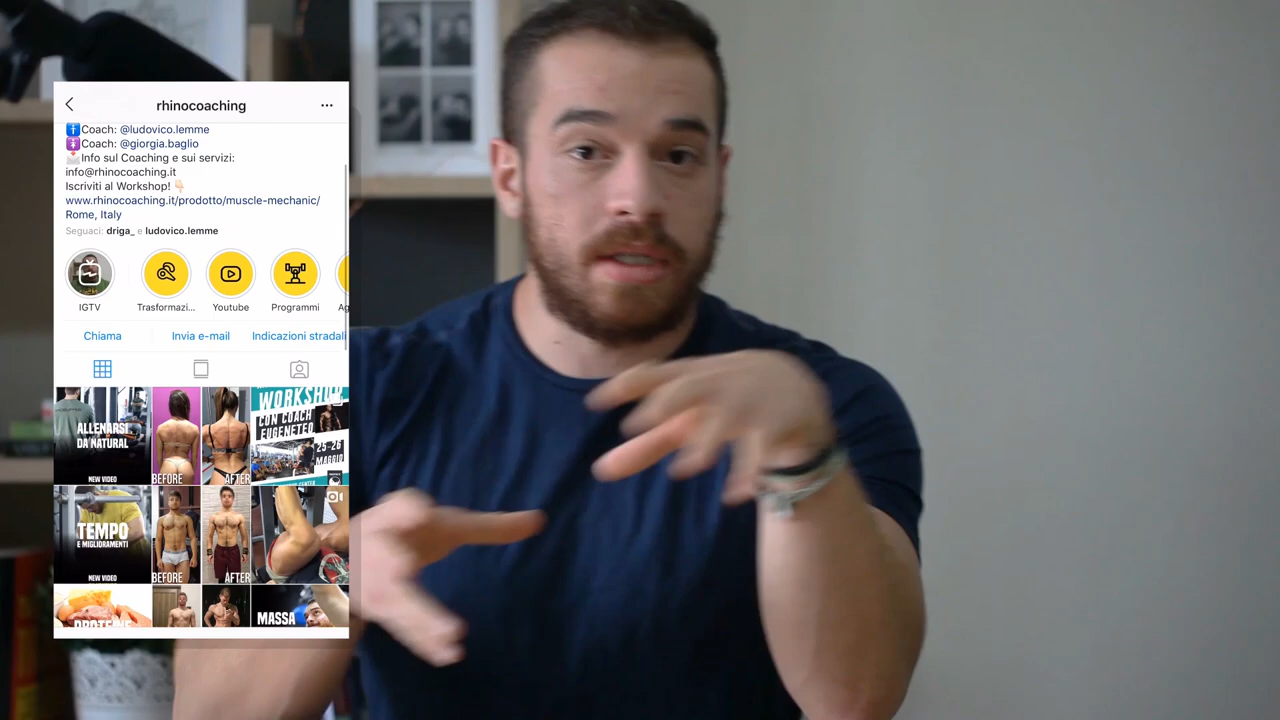 rhinocoaching
Coach: @ludovico.lemme
Coach: @giorgia.baglio
Info sul Coaching e sui servizi:
info@rhinocoaching.it
Iscriviti al Workshop!
www.rhinocoaching.it/prodotto/muscle-mechanic/
Rome, Italy
Seguaci: driga_ e ludovico.lemme
IGTV
Trasformazi...
Youtube
Programmi
Ag
Chiama
Invia e-mail
Indicazioni stradali
ALLENARSI
DA NATURAL
NEW VIDEO
BEFORE
AFTER
WORKSHOP
CON COACH
EUGENETEO
25-26
MAGGIO
TEMPO
E MIGLIORAMENTI
NEW VIDEO
BEFORE
AFTER
PROTEINE
MASSA